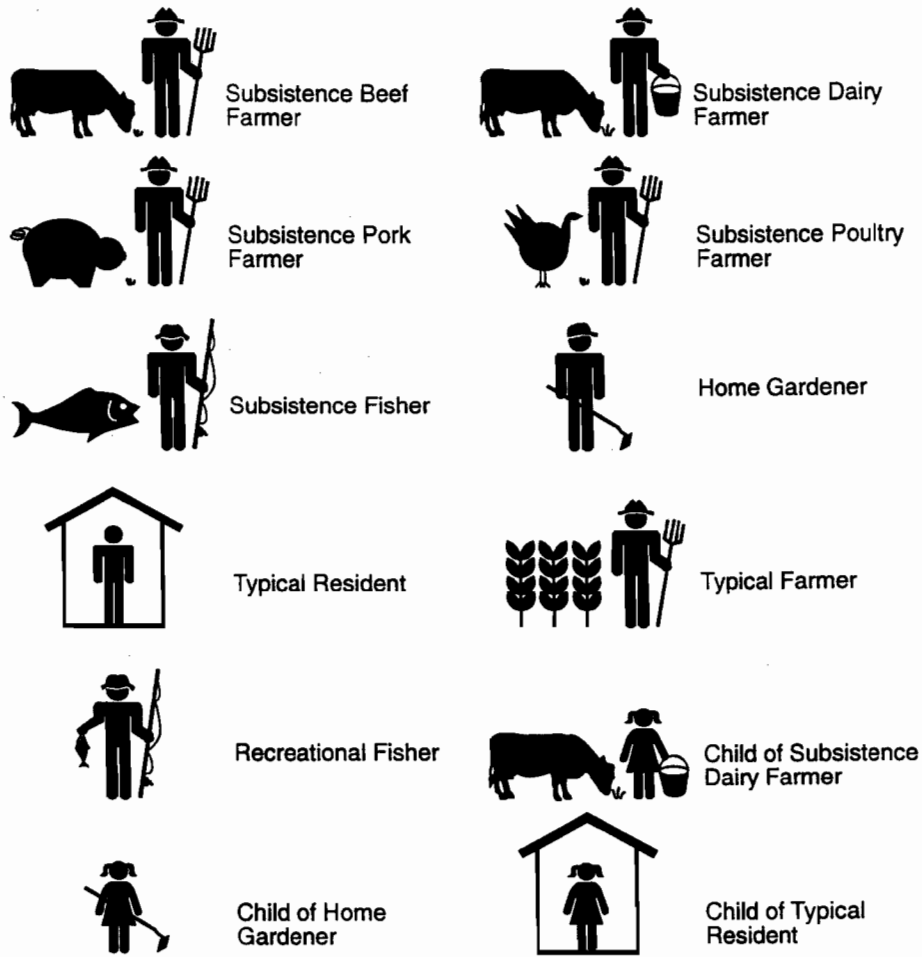 Subsistence Beef
Farmer
Subsistence Dairy
Farmer
Subsistence Pork
Farmer
Subsistence Poultry
Farmer
Subsistence Fisher
Home Gardener
Typical Resident
Typical Farmer
Recreational Fisher
Child of Subsistence
Dairy Farmer
Child of Home
Gardener
Child of Typical
Resident